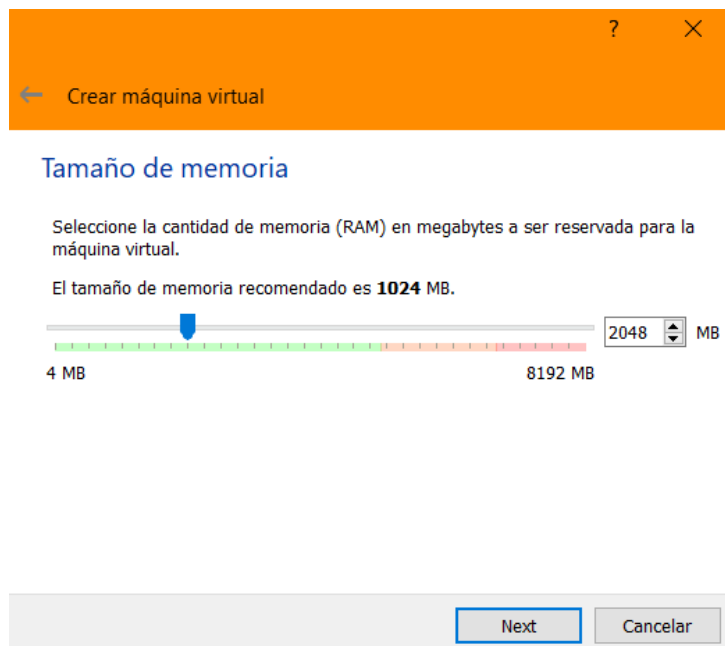 ?
Crear máquina virtual
Tamaño de memoria
Seleccione la cantidad de memoria (RAM) en megabytes a ser reservada para la
máquina virtual.
El tamaño de memoria recomendado es 1024 MB.
2048 MB
4 MB 8192 MB
Next Cancelar